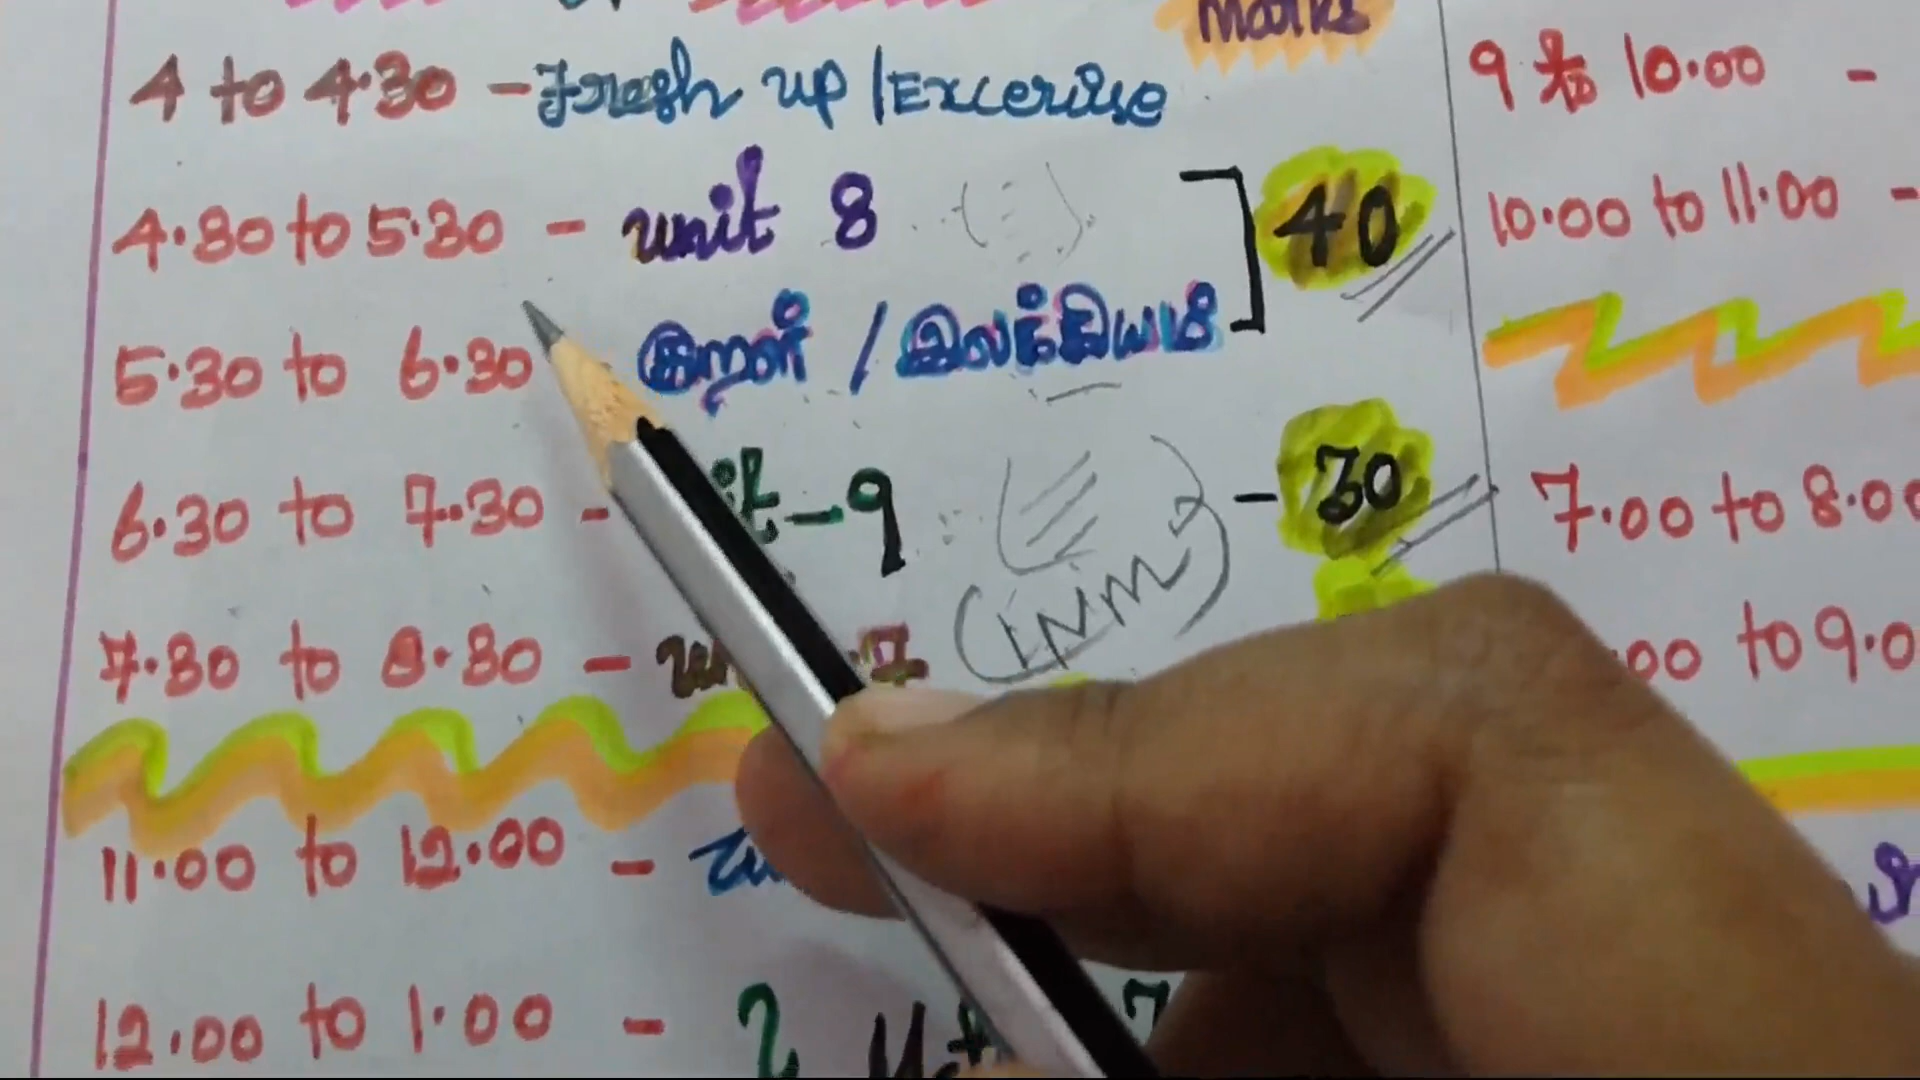 Marks
4 to 4.30 - Fresh up / Excerise
4.30 to 5.30 - unit 8
40
5.30 to 6.30 குறள் / இலக்கியம்
6.30 to 7.30 - -9 - 30
(INM)
7.30 to 8.30 - 7
11.00 to 12.00 -
12.00 to 1.00 -
9 to 10.00 -
10.00 to 11.00 -
7.00 to 8.00
to 9.0